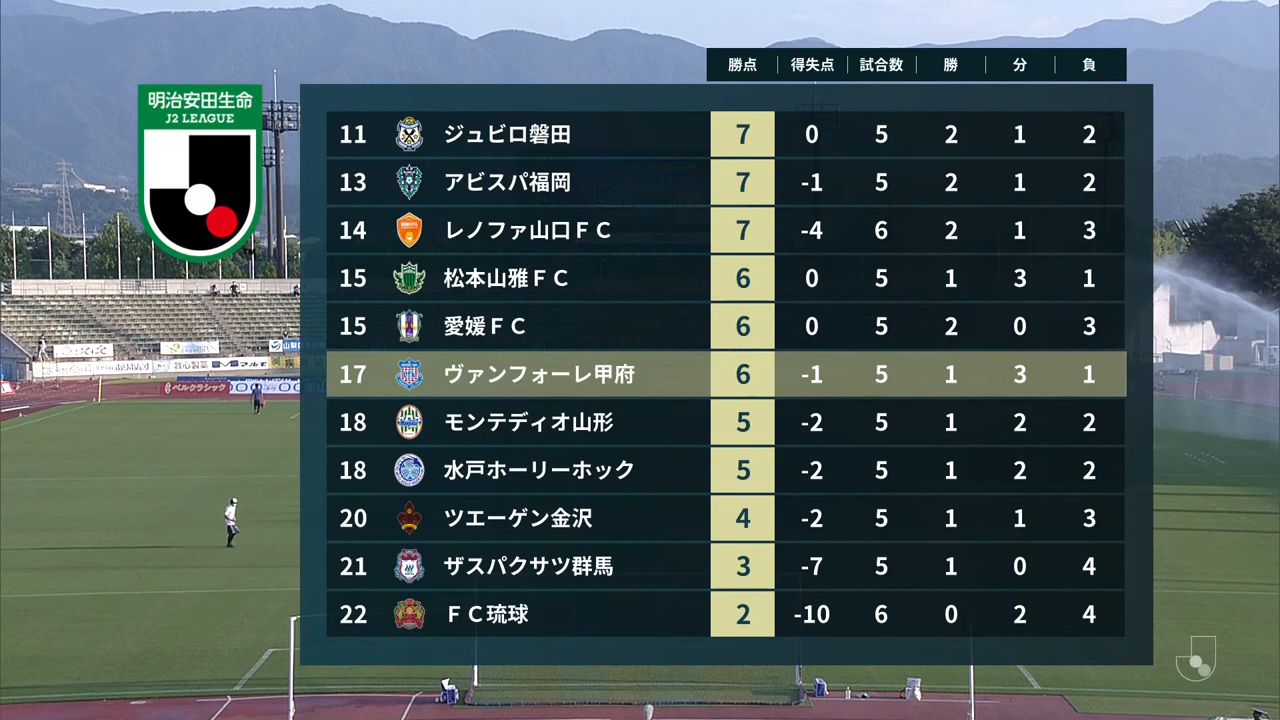 勝点 得失点 試合数 勝 分 負
明治安田生命
J2 LEAGUE
11 ジュビロ磐田 7 0 5 2 1 2
13 アビスパ福岡 7 -1 5 2 1 2
14 レノファ山口ＦＣ 7 -4 6 2 1 3
15 松本山雅ＦＣ 6 0 5 1 3 1
15 愛媛ＦＣ 6 0 5 2 0 3
17 ヴァンフォーレ甲府 6 -1 5 1 3 1
18 モンテディオ山形 5 -2 5 1 2 2
18 水戸ホーリーホック 5 -2 5 1 2 2
20 ツエーゲン金沢 4 -2 5 1 1 3
21 ザスパクサツ群馬 3 -7 5 1 0 4
22 ＦＣ琉球 2 -10 6 0 2 4
ベルクラシック